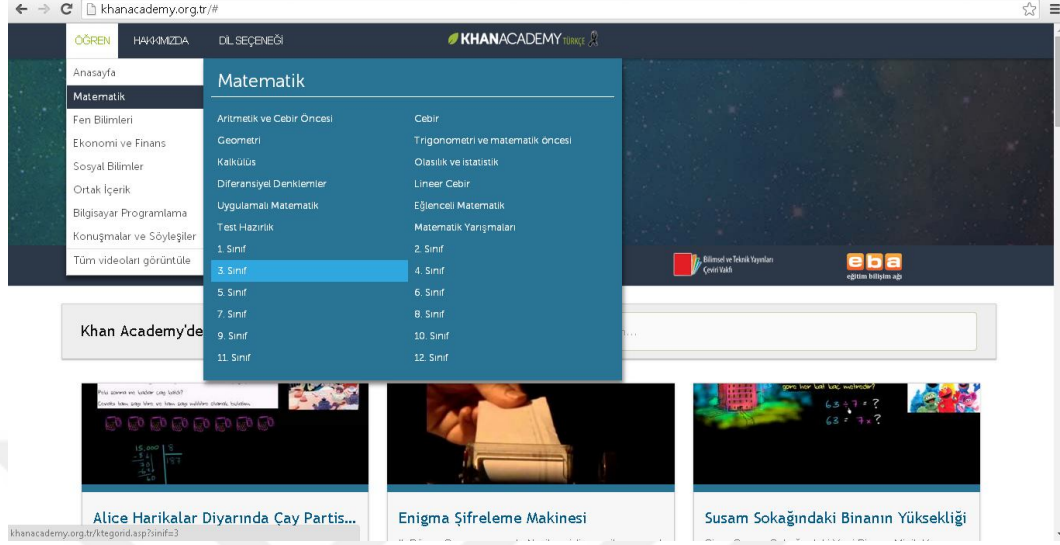 khanacademy.org.tr/#
ÖĞREN HAKKIMIZDA DİL SEÇENEĞİ KHANACADEMY TÜRKÇE
Anasayfa
Matematik
Fen Bilimleri
Ekonomi ve Finans
Sosyal Bilimler
Ortak İçerik
Bilgisayar Programlama
Konuşmalar ve Söyleşiler
Tüm videoları görüntüle
Matematik
Aritmetik ve Cebir Öncesi Cebir
Geometri Trigonometri ve matematik öncesi
Kalkülüs Olasılık ve istatistik
Diferansiyel Denklemler Lineer Cebir
Uygulamalı Matematik Eğlenceli Matematik
Test Hazırlık Matematik Yarışmaları
1. Sınıf 2. Sınıf
3. Sınıf 4. Sınıf
5. Sınıf 6. Sınıf
7. Sınıf 8. Sınıf
9. Sınıf 10. Sınıf
11. Sınıf 12. Sınıf
Bilimsel ve Teknik Yayınları
Çeviri Vakfı
eba
eğitim bilişim ağı
Khan Academy'de
63 ÷ 7 = ?
63 : 7 = ?
15,000 8
187
Alice Harikalar Diyarında Çay Partis...
Enigma Şifreleme Makinesi
Susam Sokağındaki Binanın Yüksekliği
khanacademy.org.tr/ktegorid.asp?sinif=3